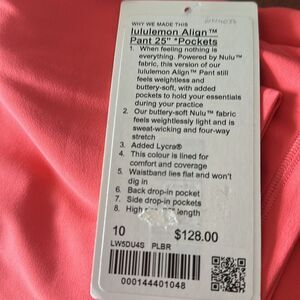 WHY WE MADE THIS
lululemon Align™
Pant 25" *Pockets
1. When feeling nothing is
everything. Powered by Nulu™
fabric, this version of our
lululemon Align™ Pant still
feels weightless and
buttery-soft, with added
pockets to hold your essentials
during your practice
2. Our buttery-soft Nulu™ fabric
feels weightlessly light and is
sweat-wicking and four-way
stretch
3. Added Lycra®
4. This colour is lined for
comfort and coverage
5. Waistband lies flat and won't
dig in
6. Back drop-in pocket
7. Side drop-in pockets
8. High length
10 $128.00
LW5DU4S PLBR
000144401048